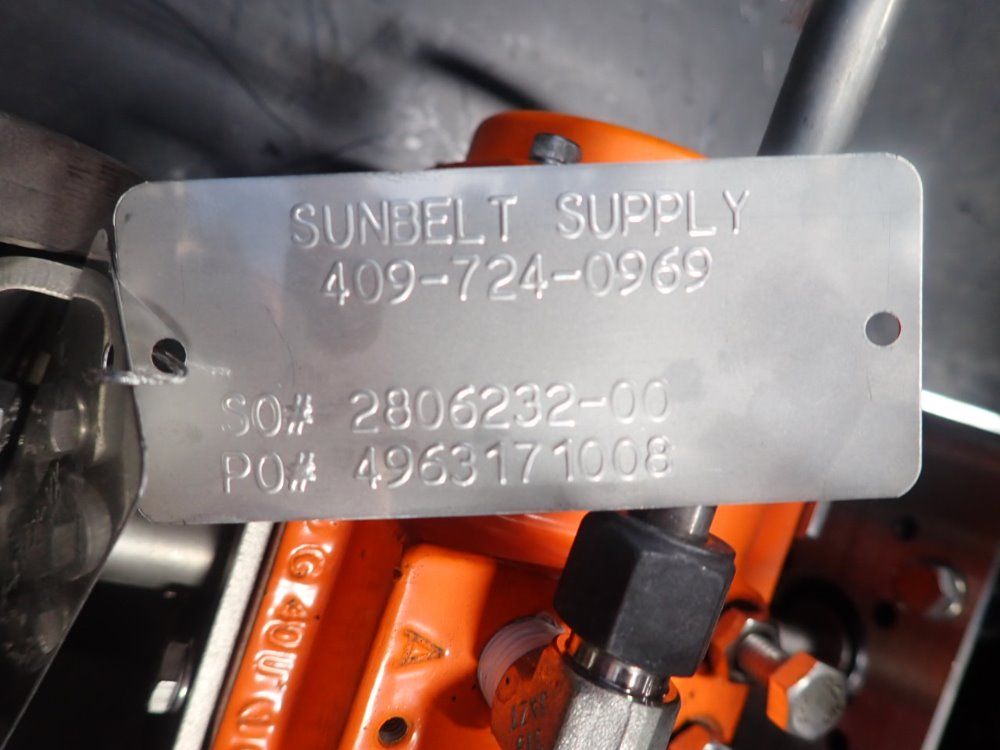 SUNBELT SUPPLY
409-724-0969
SO# 2806232-00
PO# 4963171008
A